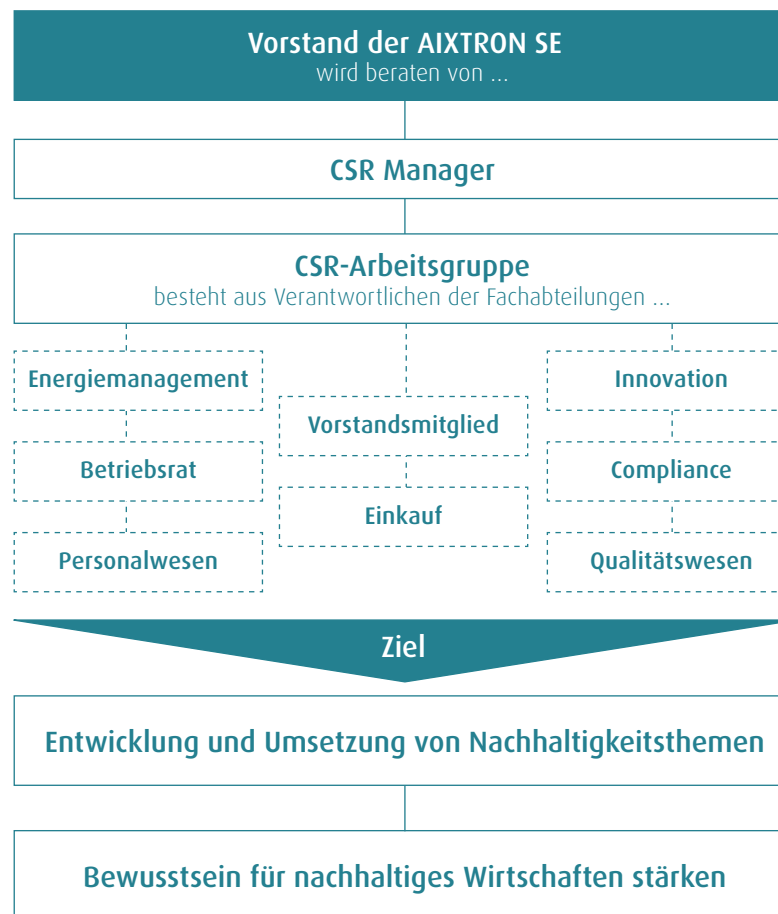 Vorstand der AIXTRON SE
wird beraten von ...
CSR Manager
CSR-Arbeitsgruppe
besteht aus Verantwortlichen der Fachabteilungen ...
Energiemanagement
Betriebsrat
Personalwesen
Vorstandsmitglied
Einkauf
Innovation
Compliance
Qualitätswesen
Ziel
Entwicklung und Umsetzung von Nachhaltigkeitsthemen
Bewusstsein für nachhaltiges Wirtschaften stärken